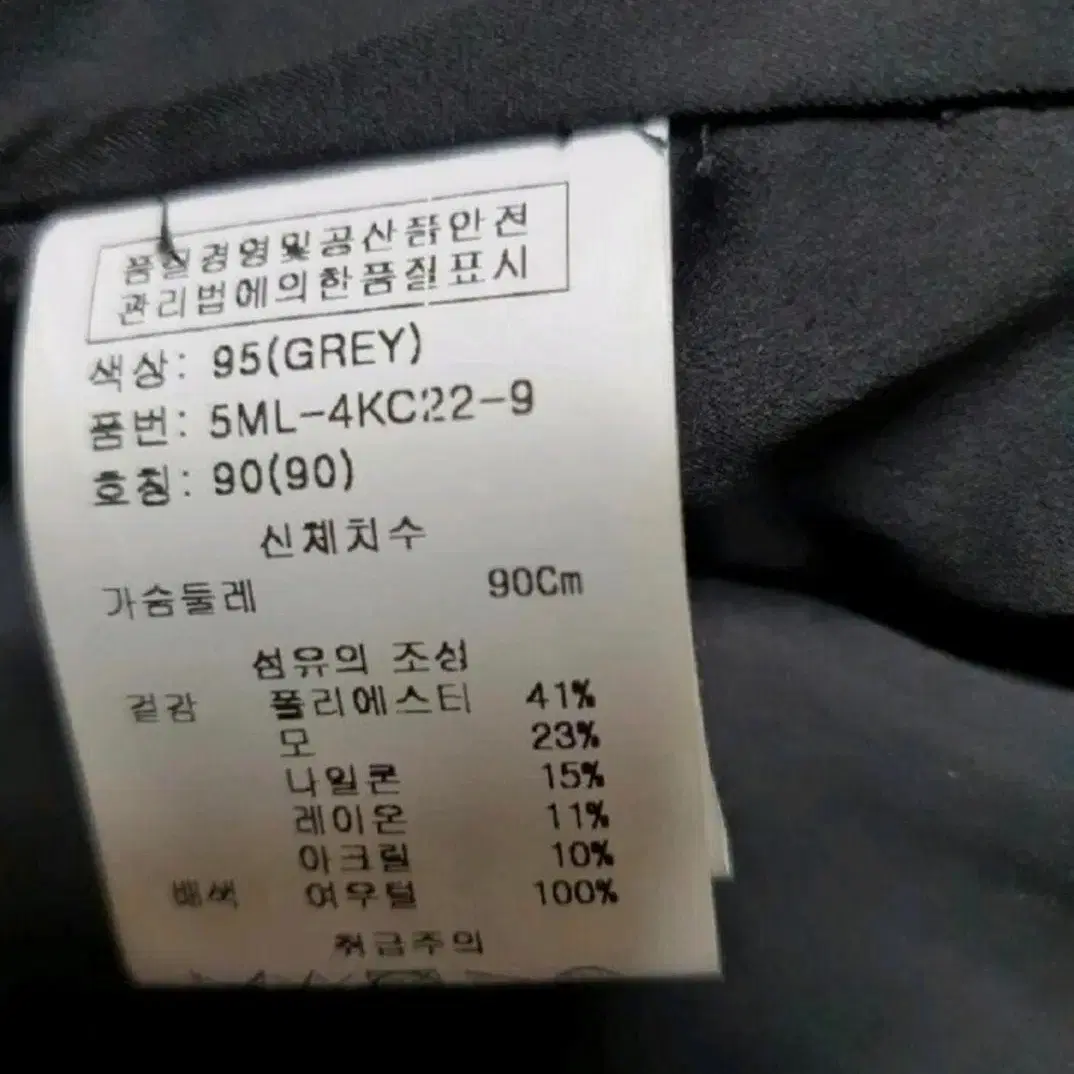 품질경영및공산품안전
관리법에의한품질표시
색상: 95(GREY)
품번: 5ML-4KC22-9
호칭: 90(90)
신체치수
가슴둘레 90Cm
섬유의 조성
겉감 폴리에스터 41%
모 23%
나일론 15%
레이온 11%
아크릴 10%
배색 여우털 100%
취급주의